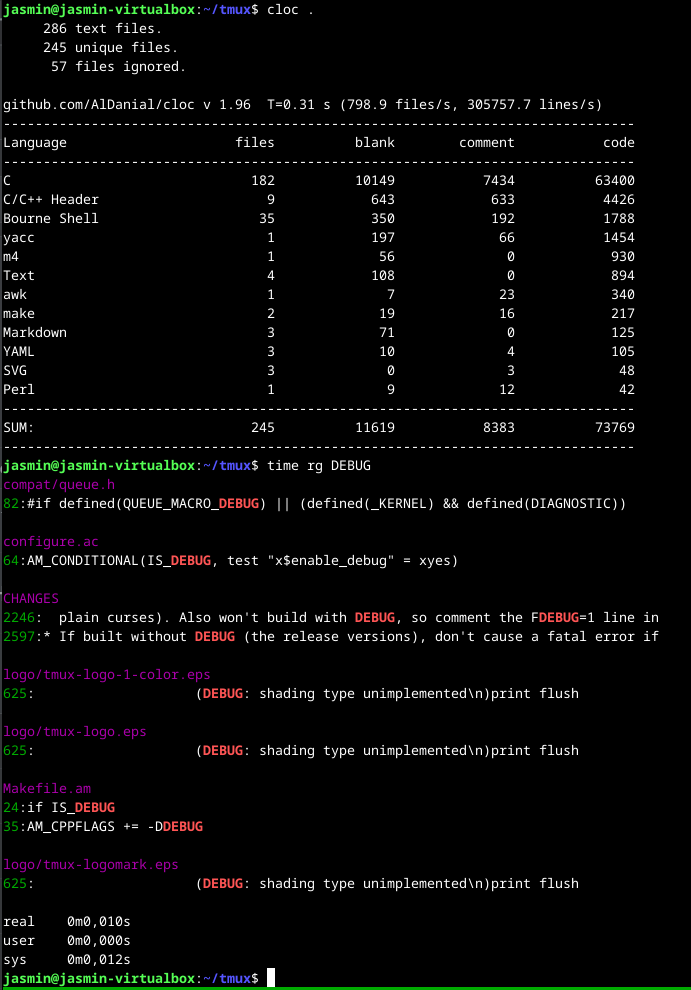 jasmin@jasmin-virtualbox:~/tmux$ cloc .
     286 text files.
     245 unique files.
      57 files ignored.

github.com/AlDanial/cloc v 1.96  T=0.31 s (798.9 files/s, 305757.7 lines/s)
-------------------------------------------------------------------------------
Language                     files          blank        comment           code
-------------------------------------------------------------------------------
C                              182          10149           7434          63400
C/C++ Header                     9            643            633           4426
Bourne Shell                    35            350            192           1788
yacc                             1            197             66           1454
m4                               1             56              0            930
Text                             4            108              0            894
awk                              1              7             23            340
make                             2             19             16            217
Markdown                         3             71              0            125
YAML                             3             10              4            105
SVG                              3              0              3             48
Perl                             1              9             12             42
-------------------------------------------------------------------------------
SUM:                           245          11619           8383          73769
-------------------------------------------------------------------------------
jasmin@jasmin-virtualbox:~/tmux$ time rg DEBUG
compat/queue.h
82:#if defined(QUEUE_MACRO_DEBUG) || (defined(_KERNEL) && defined(DIAGNOSTIC))

configure.ac
64:AM_CONDITIONAL(IS_DEBUG, test "x$enable_debug" = xyes)

CHANGES
2246:  plain curses). Also won't build with DEBUG, so comment the FDEBUG=1 line in
2597:* If built without DEBUG (the release versions), don't cause a fatal error if

logo/tmux-logo-1-color.eps
625:                    (DEBUG: shading type unimplemented\n)print flush

logo/tmux-logo.eps
625:                    (DEBUG: shading type unimplemented\n)print flush

Makefile.am
24:if IS_DEBUG
35:AM_CPPFLAGS += -DDEBUG

logo/tmux-logomark.eps
625:                    (DEBUG: shading type unimplemented\n)print flush

real    0m0,010s
user    0m0,000s
sys     0m0,012s
jasmin@jasmin-virtualbox:~/tmux$